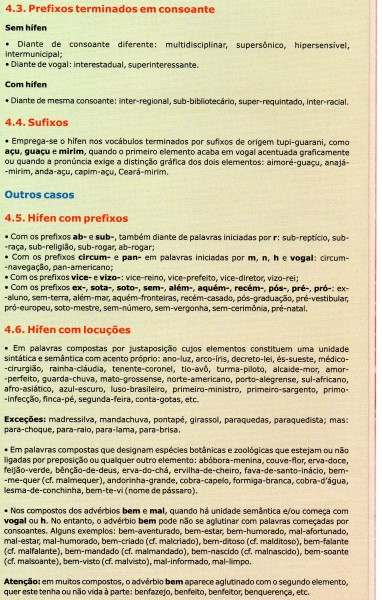 4.3. Prefixos terminados em consoante
Sem hífen
• Diante de consoante diferente: multidisciplinar, supersônico, hipersensível,
intermunicipal;
• Diante de vogal: interestadual, superinteressante.
Com hífen
• Diante de mesma consoante: inter-regional, sub-bibliotecário, super-requintado, inter-racial.
4.4. Sufixos
• Emprega-se o hífen nos vocábulos terminados por sufixos de origem tupi-guarani, como
açu, guaçu e mirim, quando o primeiro elemento acaba em vogal acentuada graficamente
ou quando a pronúncia exige a distinção gráfica dos dois elementos: aimoré-guaçu, anajá-
-mirim, anda-açu, capim-açu, Ceará-mirim.
Outros casos
4.5. Hífen com prefixos
• Com os prefixos ab- e sub-, também diante de palavras iniciadas por r: sub-reptício, sub-
-raça, sub-religião, sub-rogar, ab-rogar;
• Com os prefixos circum- e pan- em palavras iniciadas por m, n, h e vogal: circum-
-navegação, pan-americano;
• Com os prefixos vice- e vizo-: vice-reino, vice-prefeito, vice-diretor, vizo-rei;
• Com os prefixos ex-, sota-, soto-, sem-, além-, aquém-, recém-, pós-, pré-, pró-: ex-
-aluno, sem-terra, além-mar, aquém-fronteiras, recém-casado, pós-graduação, pré-vestibular,
pró-europeu, soto-mestre, sem-número, sem-vergonha, sem-cerimônia, pré-natal.
4.6. Hífen com locuções
• Em palavras compostas por justaposição cujos elementos constituem uma unidade
sintática e semântica com acento próprio: ano-luz, arco-íris, decreto-lei, és-sueste, médico-
-cirurgião, rainha-cláudia, tenente-coronel, tio-avô, turma-piloto, alcaide-mor, amor-
-perfeito, guarda-chuva, mato-grossense, norte-americano, porto-alegrense, sul-africano,
afro-asiático, azul-escuro, luso-brasileiro, primeiro-ministro, primeiro-sargento, primo-
-infecção, finca-pé, segunda-feira, conta-gotas, etc.
Exceções: madressilva, mandachuva, pontapé, girassol, paraquedas, paraquedista; mas:
para-choque, para-raio, para-lama, para-brisa.
• Em palavras compostas que designam espécies botânicas e zoológicas que estejam ou não
ligadas por preposição ou qualquer outro elemento: abóbora-menina, couve-flor, erva-doce,
feijão-verde, bênção-de-deus, erva-do-chá, ervilha-de-cheiro, fava-de-santo-inácio, bem-
-me-quer (cf. malmequer), andorinha-grande, cobra-capelo, formiga-branca, cobra-d'água,
lesma-de-conchinha, bem-te-vi (nome de pássaro).
• Nos compostos dos advérbios bem e mal, quando há unidade semântica e/ou começa com
vogal ou h. No entanto, o advérbio bem pode não se aglutinar com palavras começadas por
consoantes. Alguns exemplos: bem-aventurado, bem-estar, bem-humorado, mal-afortunado,
mal-estar, mal-humorado, bem-criado (cf. malcriado), bem-ditoso (cf. malditoso), bem-falante
(cf. malfalante), bem-mandado (cf. malmandado), bem-nascido (cf. malnascido), bem-soante
(cf. malsoante), bem-visto (cf. malvisto), mal-informado, mal-limpo.
Atenção: em muitos compostos, o advérbio bem aparece aglutinado com o segundo elemento,
quer este tenha ou não vida à parte: benfazejo, benfeito, benfeitor, benquerença, etc.